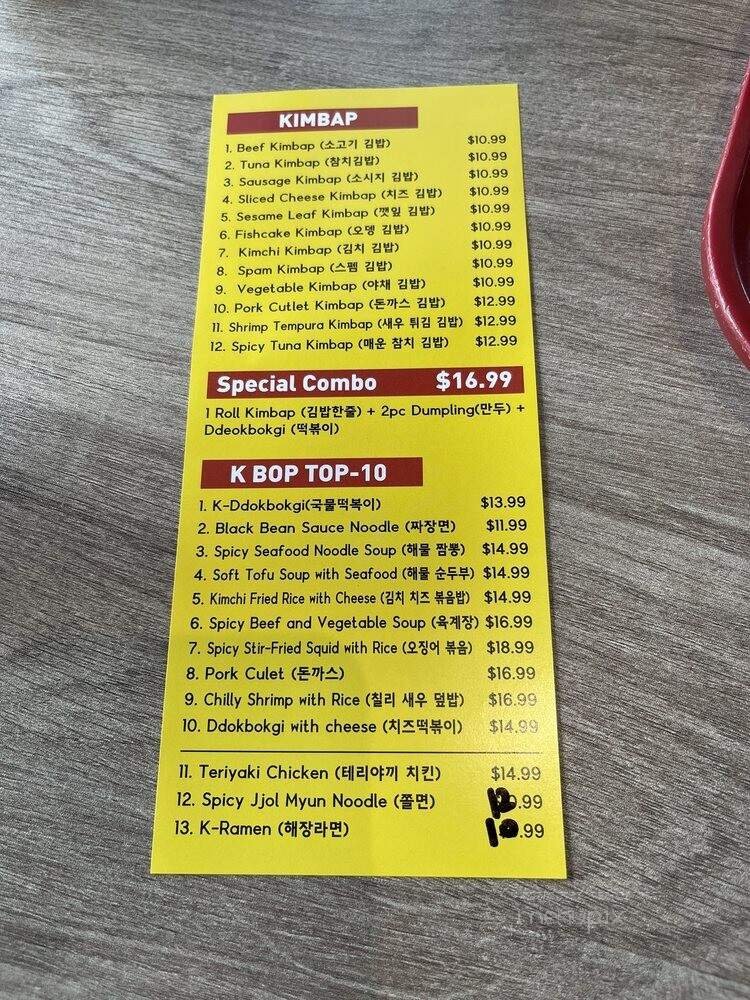 KIMBAP
1. Beef Kimbap (소고기 김밥) $10.99
2. Tuna Kimbap (참치김밥) $10.99
3. Sausage Kimbap (소시지 김밥) $10.99
4. Sliced Cheese Kimbap (치즈 김밥) $10.99
5. Sesame Leaf Kimbap (깻잎 김밥) $10.99
6. Fishcake Kimbap (오뎅 김밥) $10.99
7. Kimchi Kimbap (김치 김밥) $10.99
8. Spam Kimbap (스펨 김밥) $10.99
9. Vegetable Kimbap (야채 김밥) $10.99
10. Pork Cutlet Kimbap (돈까스 김밥) $12.99
11. Shrimp Tempura Kimbap (새우 튀김 김밥) $12.99
12. Spicy Tuna Kimbap (매운 참치 김밥) $12.99
Special Combo $16.99
1 Roll Kimbap (김밥한줄) + 2pc Dumpling(만두) +
Ddeokbokgi (떡볶이)
K BOP TOP-10
1. K-Ddokbokgi(국물떡복이) $13.99
2. Black Bean Sauce Noodle (짜장면) $11.99
3. Spicy Seafood Noodle Soup (해물 짬뽕) $14.99
4. Soft Tofu Soup with Seafood (해물 순두부) $14.99
5. Kimchi Fried Rice with Cheese (김치 치즈 볶음밥) $14.99
6. Spicy Beef and Vegetable Soup (육계장) $16.99
7. Spicy Stir-Fried Squid with Rice (오징어 볶음) $18.99
8. Pork Culet (돈까스) $16.99
9. Chilly Shrimp with Rice (칠리 새우 덮밥) $16.99
10. Ddokbokgi with cheese (치즈떡볶이) $14.99
11. Teriyaki Chicken (테리야끼 치킨) $14.99
12. Spicy Jjol Myun Noodle (쫄면) .99
13. K-Ramen (해장라면) 10.99
menupix